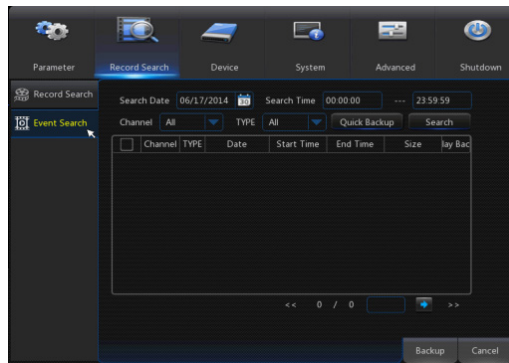 Parameter Record Search Device System Advanced Shutdown
Record Search
Event Search
Search Date 06/17/2014 30 Search Time 00:00:00 --- 23:59:59
Channel All TYPE All Quick Backup Search
Channel TYPE Date Start Time End Time Size lay Bac
<< 0 / 0 >>
Backup Cancel